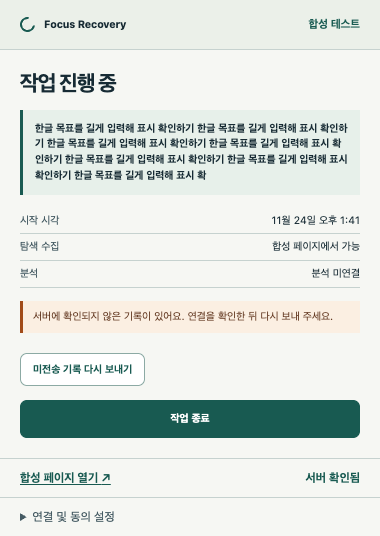 Focus Recovery
합성 테스트
작업 진행 중
한글 목표를 길게 입력해 표시 확인하기 한글 목표를 길게 입력해 표시 확인하
기 한글 목표를 길게 입력해 표시 확인하기 한글 목표를 길게 입력해 표시 확
인하기 한글 목표를 길게 입력해 표시 확인하기 한글 목표를 길게 입력해 표시
확인하기 한글 목표를 길게 입력해 표시 확
시작 시각
11월 24일 오후 1:41
탐색 수집
합성 페이지에서 가능
분석
분석 미연결
서버에 확인되지 않은 기록이 있어요. 연결을 확인한 뒤 다시 보내 주세요.
미전송 기록 다시 보내기
작업 종료
합성 페이지 열기 ↗
서버 확인됨
▶ 연결 및 동의 설정